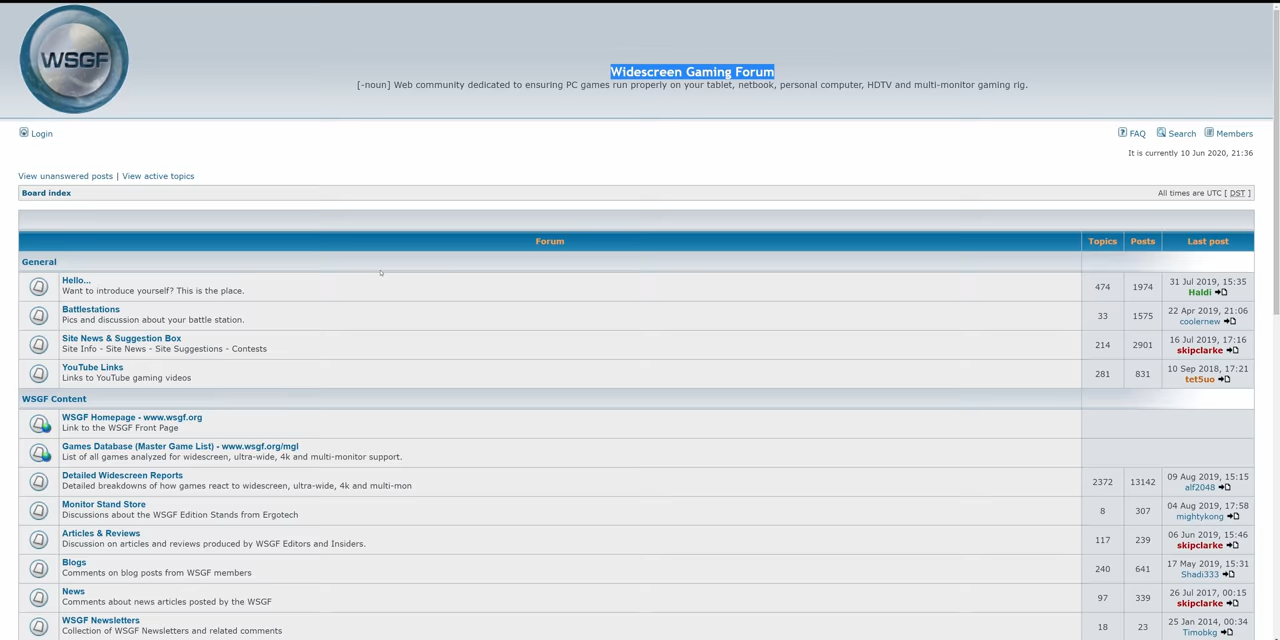 WSGF
Widescreen Gaming Forum
[-noun] Web community dedicated to ensuring PC games run properly on your tablet, netbook, personal computer, HDTV and multi-monitor gaming rig.
Login
FAQ Search Members
It is currently 10 Jun 2020, 21:36
View unanswered posts | View active topics
Board index All times are UTC [ DST ]
Forum Topics Posts Last post
General
Hello...
Want to introduce yourself? This is the place.
474 1974
31 Jul 2019, 15:35
Haldi
Battlestations
Pics and discussion about your battle station.
33 1575
22 Apr 2019, 21:06
coolernew
Site News & Suggestion Box
Site Info - Site News - Site Suggestions - Contests
214 2901
16 Jul 2019, 17:16
skipclarke
YouTube Links
Links to YouTube gaming videos
281 831
10 Sep 2018, 17:21
tet5uo
WSGF Content
WSGF Homepage - www.wsgf.org
Link to the WSGF Front Page
Games Database (Master Game List) - www.wsgf.org/mgl
List of all games analyzed for widescreen, ultra-wide, 4k and multi-monitor support.
Detailed Widescreen Reports
Detailed breakdowns of how games react to widescreen, ultra-wide, 4k and multi-mon
2372 13142
09 Aug 2019, 15:15
alf2048
Monitor Stand Store
Discussions about the WSGF Edition Stands from Ergotech
8 307
04 Aug 2019, 17:58
mightykong
Articles & Reviews
Discussion on articles and reviews produced by WSGF Editors and Insiders.
117 239
06 Jun 2019, 15:46
skipclarke
Blogs
Comments on blog posts from WSGF members
240 641
17 May 2019, 15:31
Shadi333
News
Comments about news articles posted by the WSGF
97 339
26 Jul 2017, 00:15
skipclarke
WSGF Newsletters
Collection of WSGF Newsletters and related comments
18 23
25 Jan 2014, 00:34
Timobkg